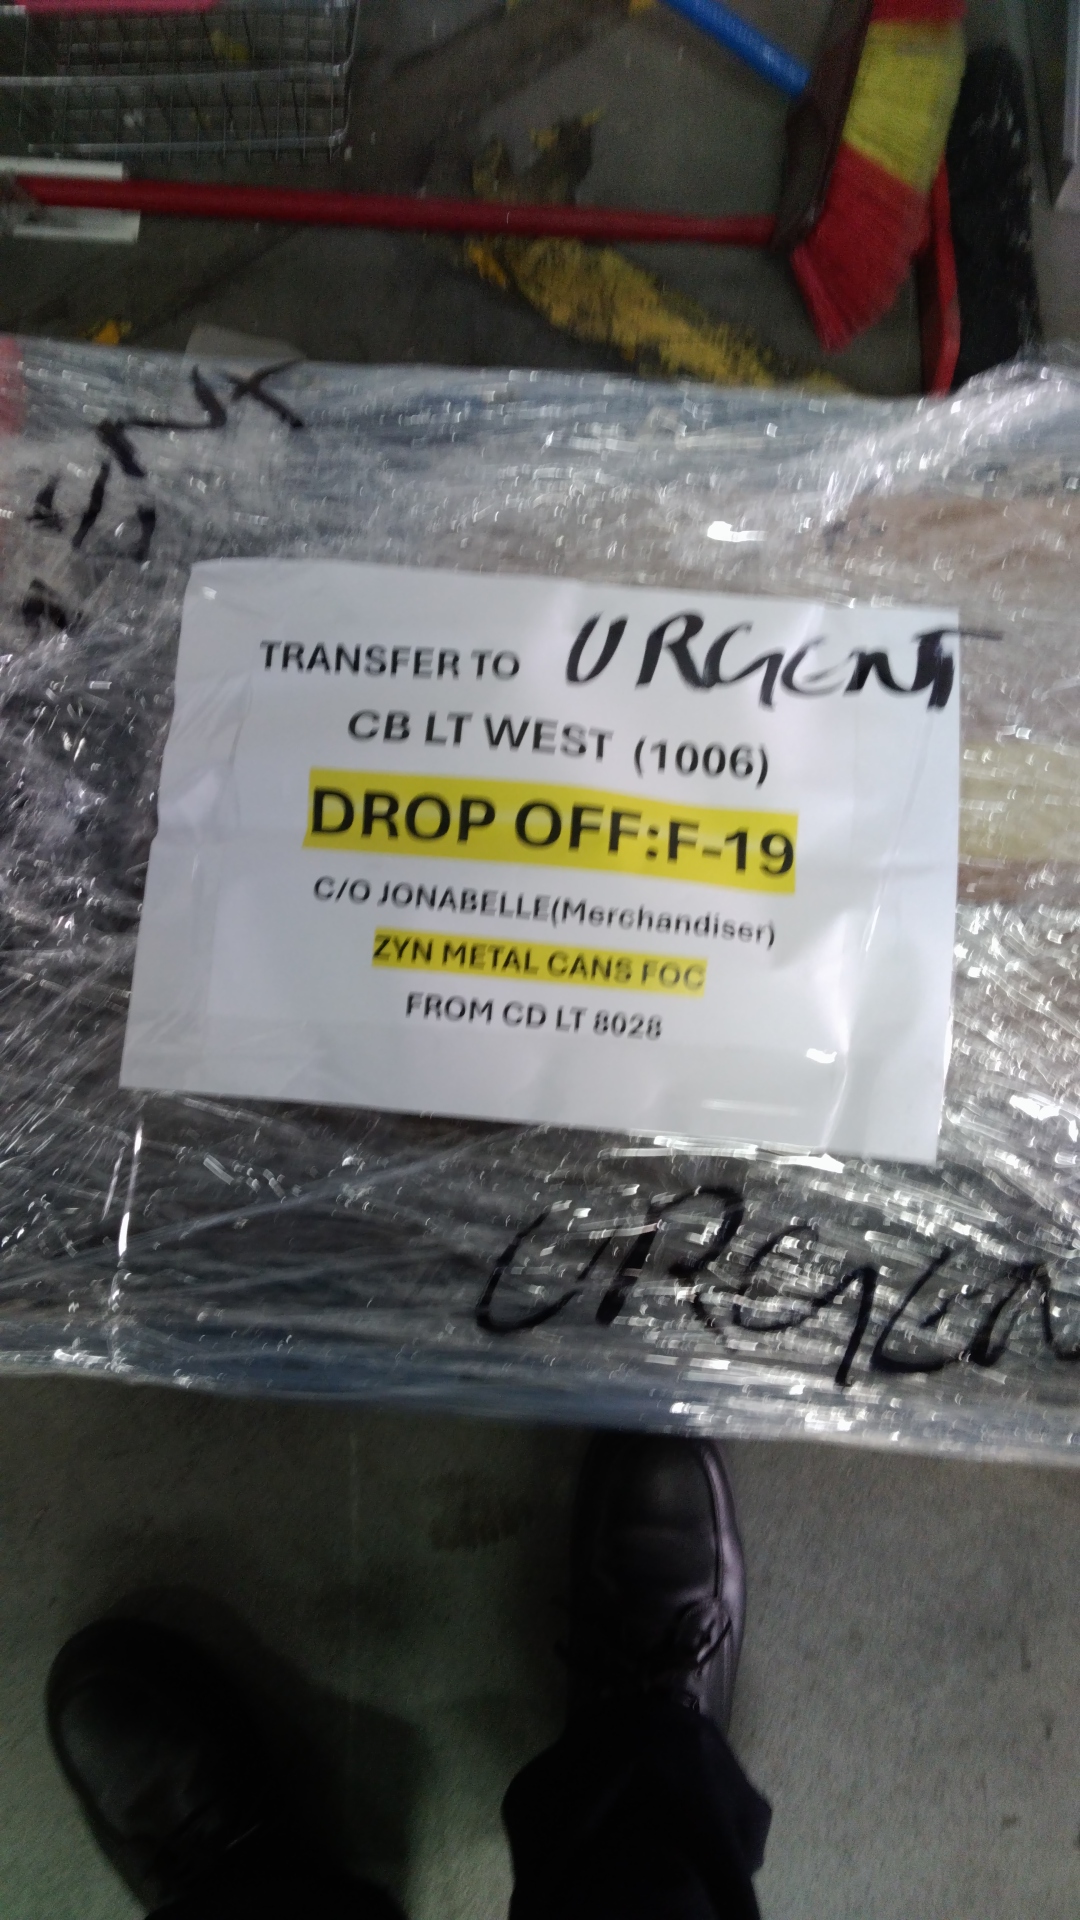 TRANSFER TO URGENT
CB LT WEST (1006)
DROP OFF:F-19
C/O JONABELLE(Merchandiser)
ZYN METAL CANS FOC
FROM CD LT 8028
URGEN